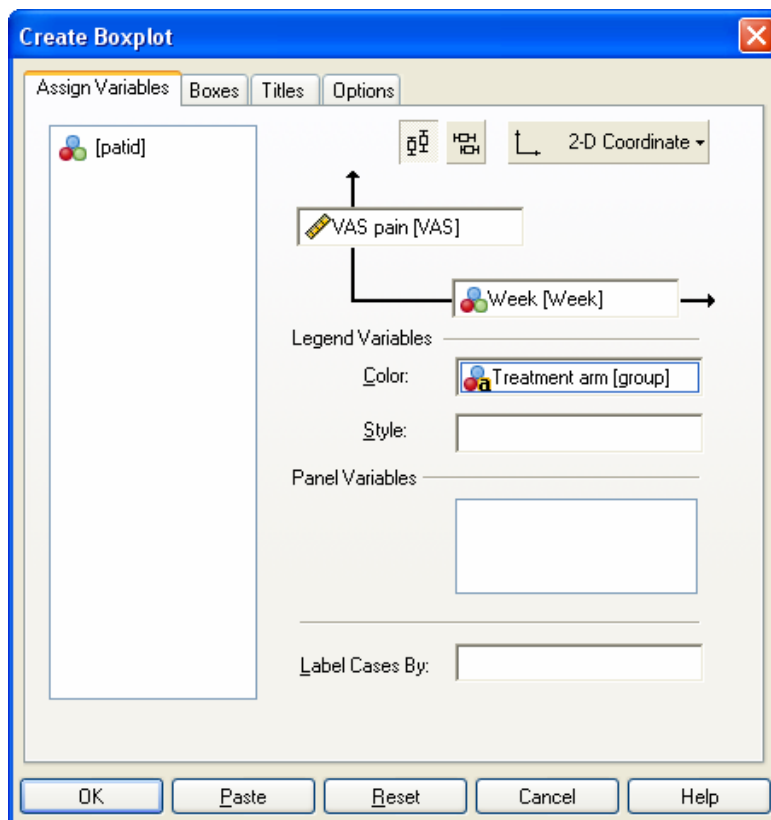 Create Boxplot
Assign Variables Boxes Titles Options
[patid]
2-D Coordinate
VAS pain [VAS]
Week [Week]
Legend Variables
Color: a Treatment arm [group]
Style:
Panel Variables
Label Cases By:
OK Paste Reset Cancel Help